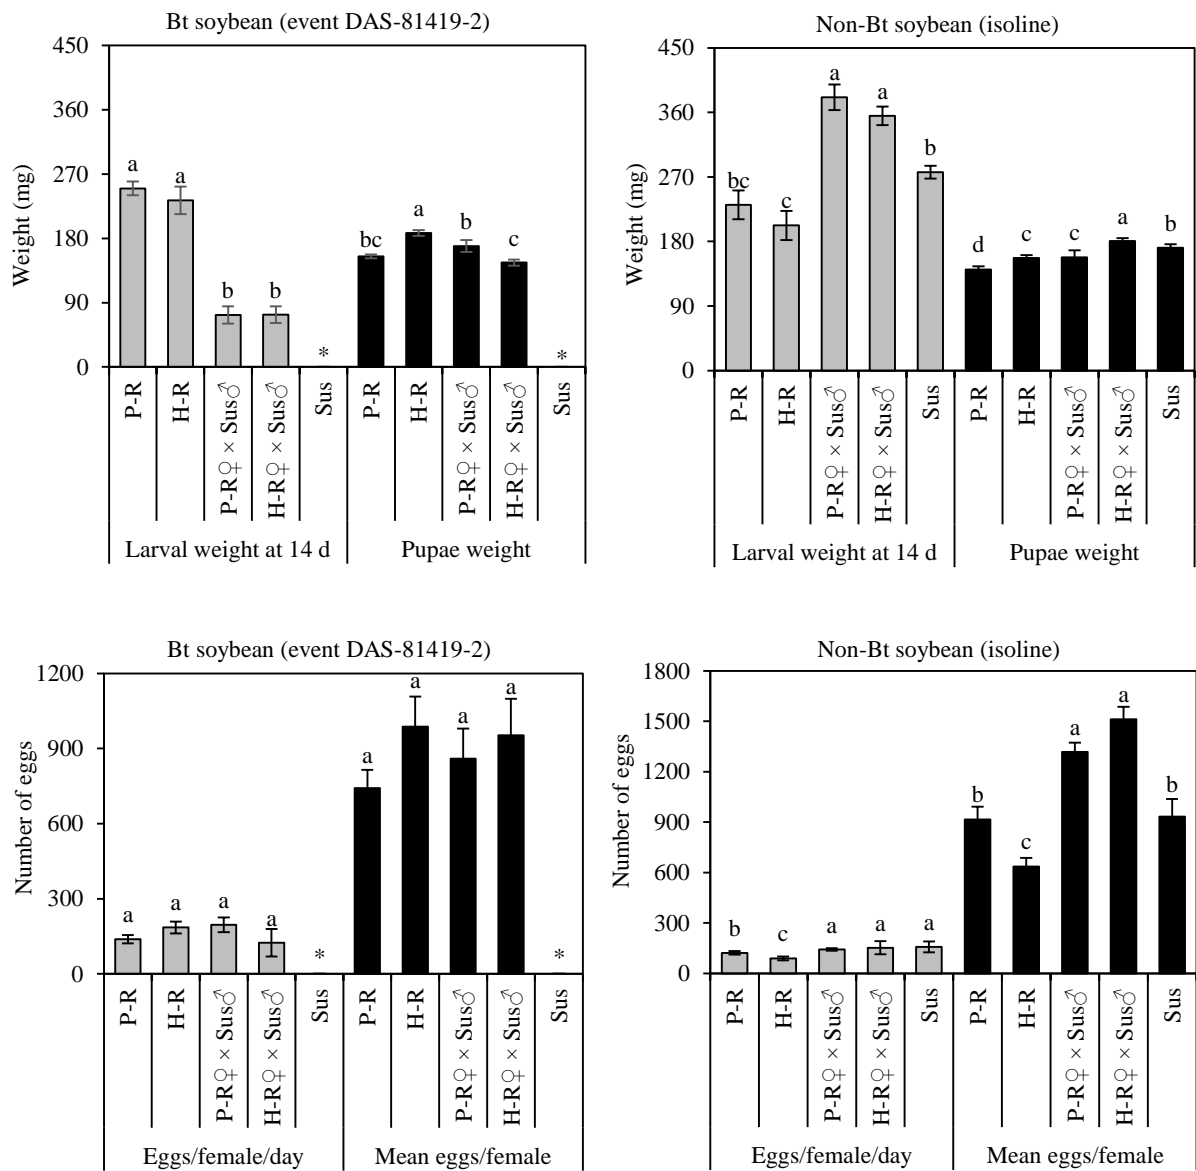 Bt soybean (event DAS-81419-2)
Weight (mg)
450
360
270
180
90
0
a
a
b
b
*
bc
a
b
c
*
P-R
H-R
P-R♀ × Sus♂
H-R♀ × Sus♂
Sus
P-R
H-R
P-R♀ × Sus♂
H-R♀ × Sus♂
Sus
Larval weight at 14 d
Pupae weight
Non-Bt soybean (isoline)
Weight (mg)
450
360
270
180
90
0
bc
c
a
a
b
d
c
c
a
b
P-R
H-R
P-R♀ × Sus♂
H-R♀ × Sus♂
Sus
P-R
H-R
P-R♀ × Sus♂
H-R♀ × Sus♂
Sus
Larval weight at 14 d
Pupae weight
Bt soybean (event DAS-81419-2)
Number of eggs
1200
900
600
300
0
a
a
a
a
*
a
a
a
a
*
P-R
H-R
P-R♀ × Sus♂
H-R♀ × Sus♂
Sus
P-R
H-R
P-R♀ × Sus♂
H-R♀ × Sus♂
Sus
Eggs/female/day
Mean eggs/female
Non-Bt soybean (isoline)
Number of eggs
1800
1500
1200
900
600
300
0
b
c
a
a
a
b
c
a
a
b
P-R
H-R
P-R♀ × Sus♂
H-R♀ × Sus♂
Sus
P-R
H-R
P-R♀ × Sus♂
H-R♀ × Sus♂
Sus
Eggs/female/day
Mean eggs/female